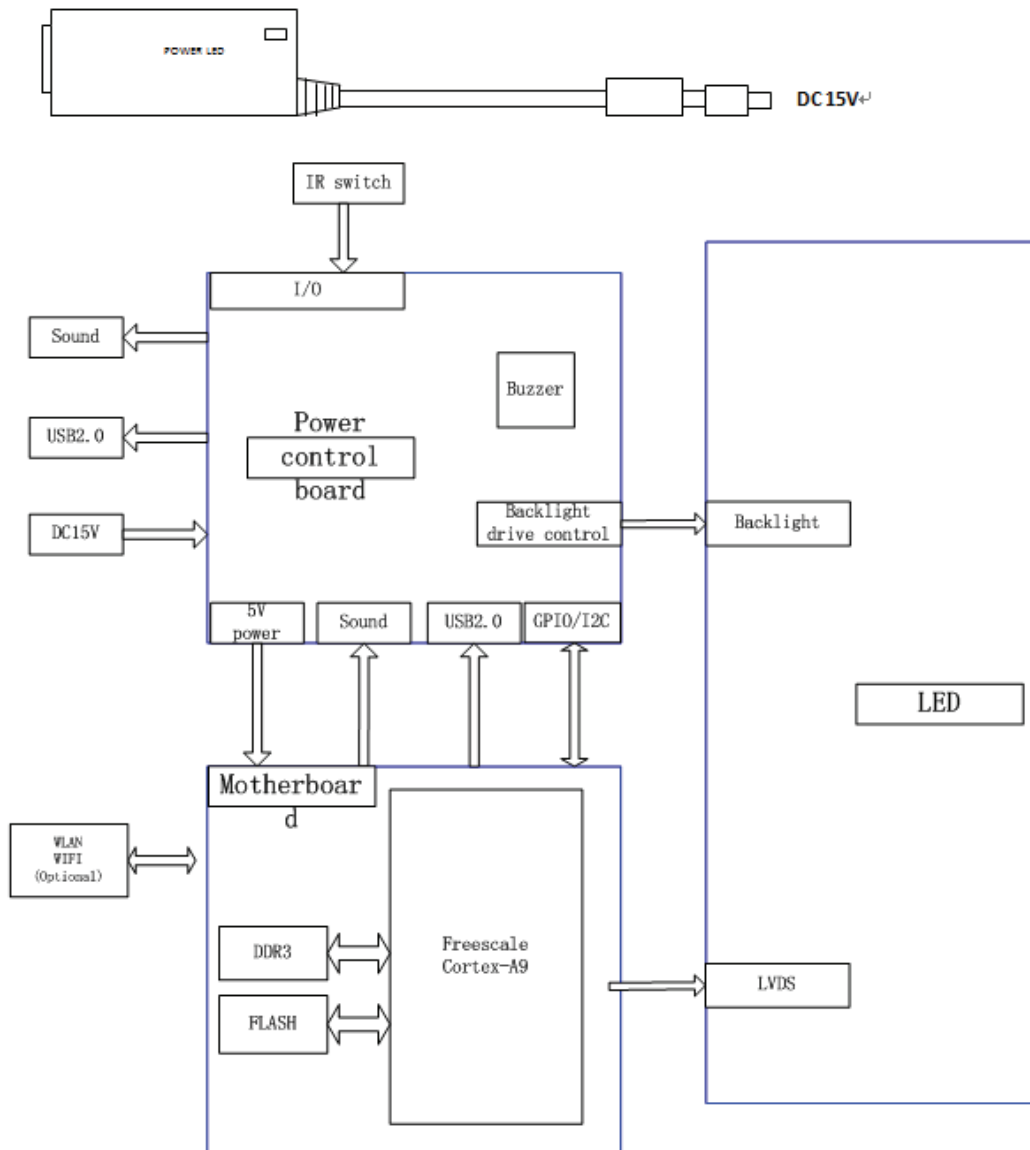 POWER LED
DC15V↵
IR switch
I/O
Sound
Buzzer
USB2.0
Power
control
board
DC15V
Backlight
drive control
Backlight
5V
power
Sound
USB2.0
GPIO/I2C
LED
Motherboar
d
WLAN
WIFI
(Optional)
DDR3
Freescale
Cortex-A9
LVDS
FLASH